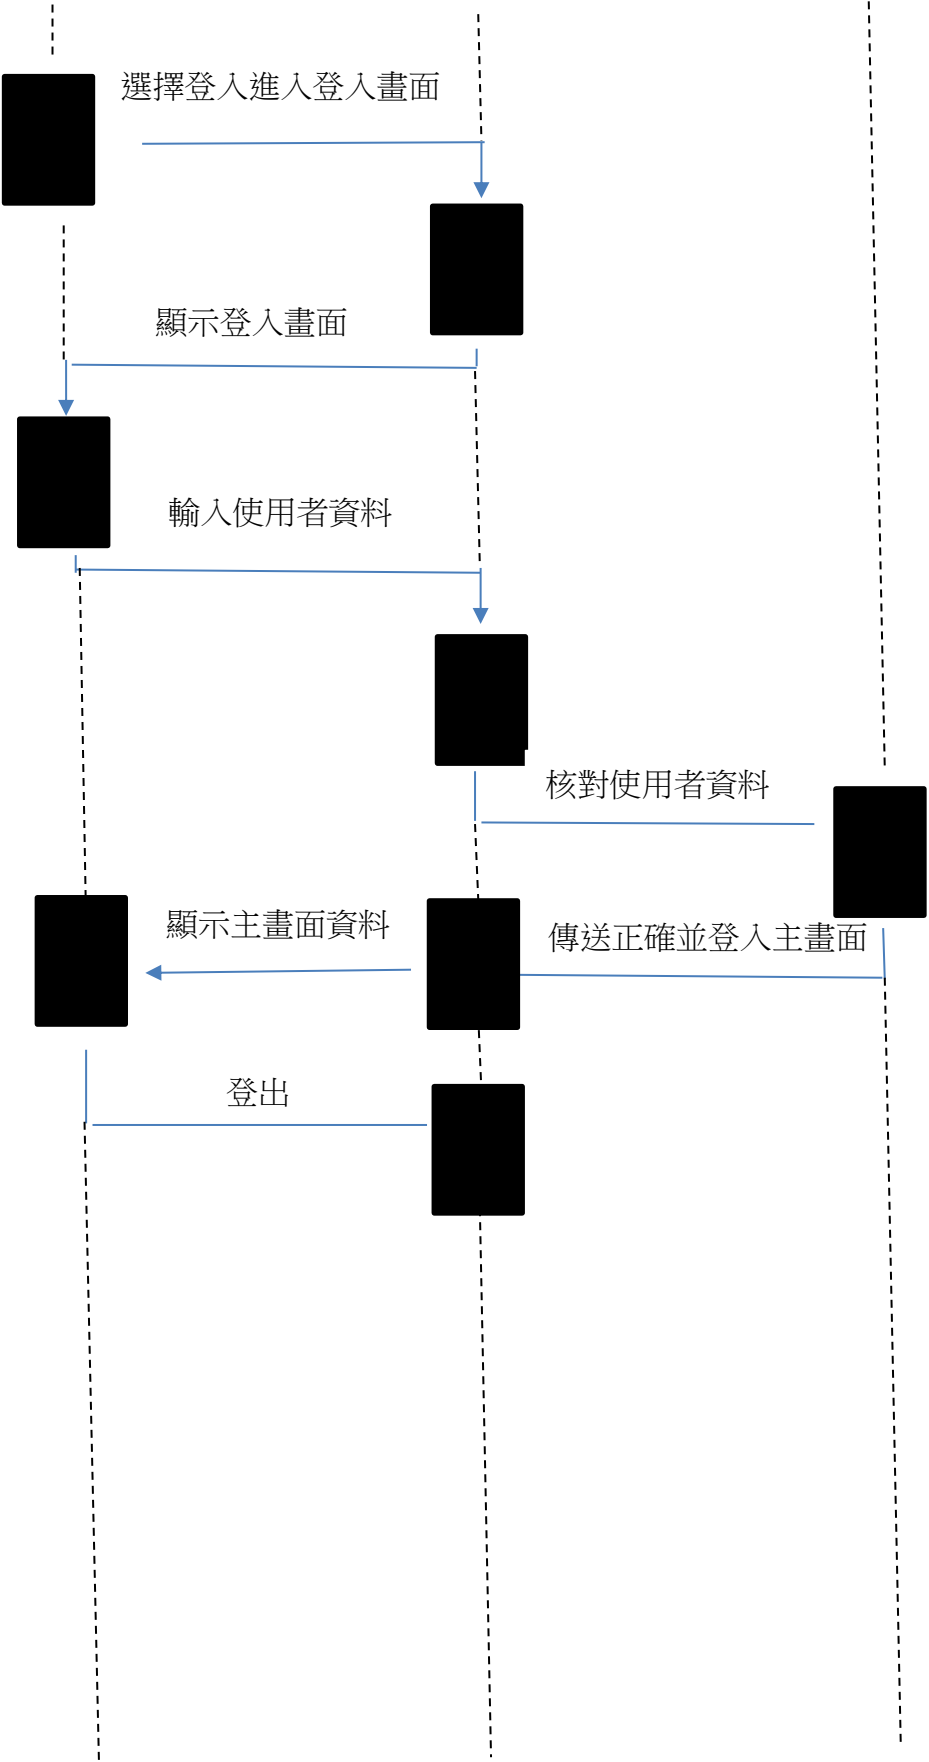 選擇登入進入登入畫面
顯示登入畫面
輸入使用者資料
核對使用者資料
顯示主畫面資料
傳送正確並登入主畫面
登出